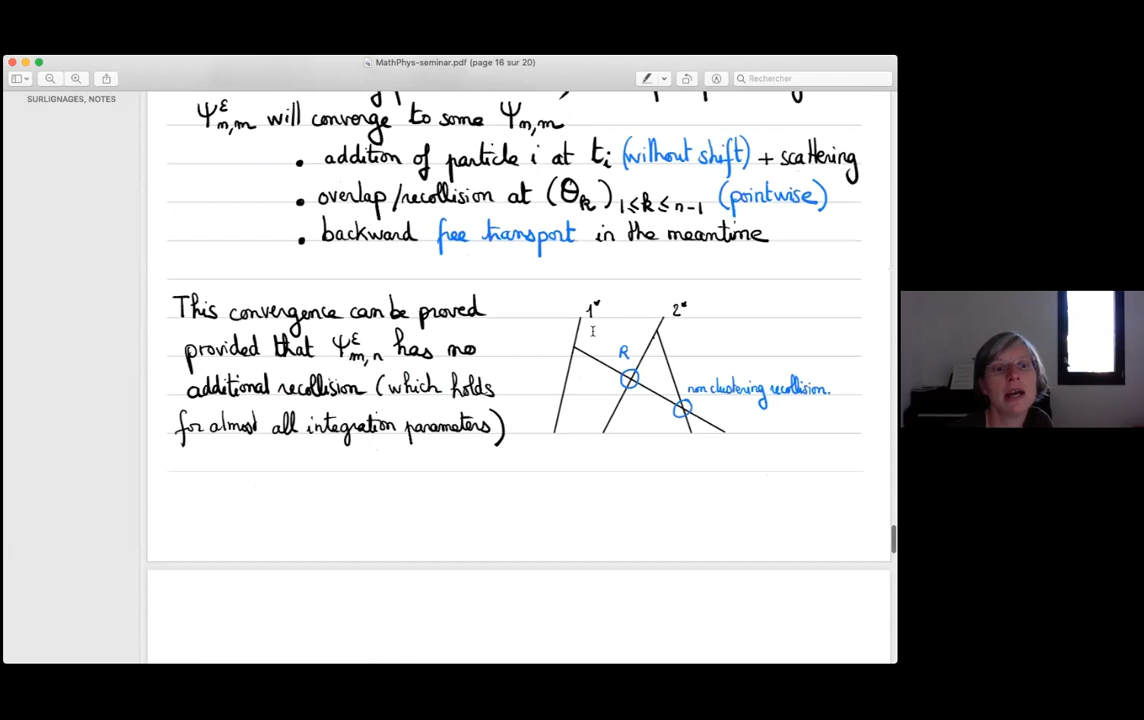 MathPhys-seminar.pdf (page 16 sur 20)
Rechercher
SURLIGNAGES, NOTES
Ψ^ε_{m,m} will converge to some Ψ_{m,m}
• addition of particle i at t_i (without shift) + scattering
• overlap/recollision at (Θ_k)_{1≤k≤n-1} (pointwise)
• backward free transport in the meantime
This convergence can be proved
provided that Ψ^ε_{m,n} has no
additional recollision (which holds
for almost all integration parameters)
1* 2*
R
non clustering recollision.